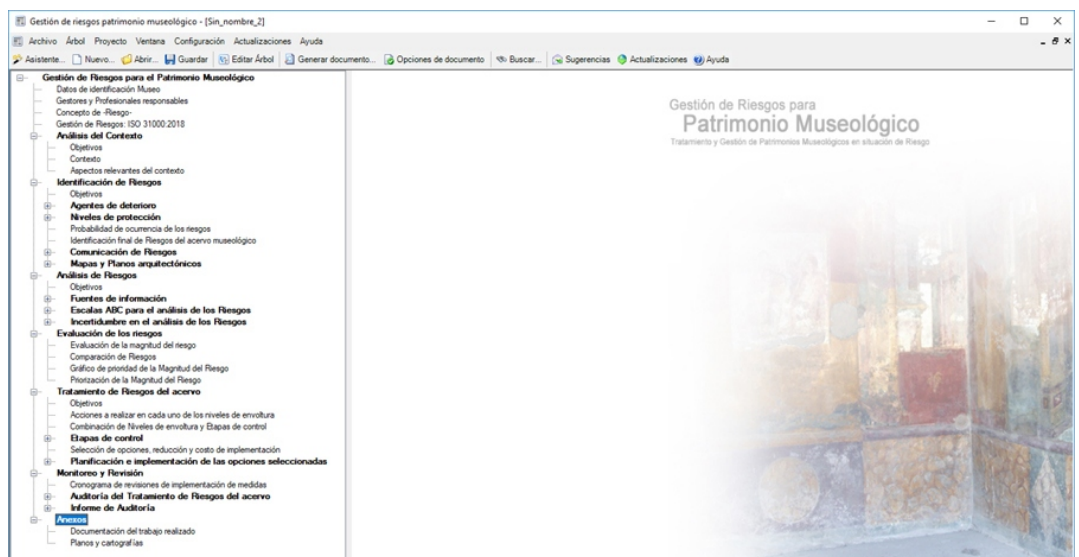 Gestión de riesgos patrimonio museológico - [Sin_nombre_2]
Archivo Árbol Proyecto Ventana Configuración Actualizaciones Ayuda
Asistente... Nuevo... Abrir... Guardar Editar Árbol Generar documento... Opciones de documento Buscar... Sugerencias Actualizaciones Ayuda
Gestión de Riesgos para el Patrimonio Museológico
Datos de identificación Museo
Gestores y Profesionales responsables
Concepto de -Riesgo-
Gestión de Riesgos: ISO 31000:2018
Análisis del Contexto
Objetivos
Contexto
Aspectos relevantes del contexto
Identificación de Riesgos
Objetivos
Agentes de deterioro
Niveles de protección
Probabilidad de ocurrencia de los riesgos
Identificación final de Riesgos del acervo museológico
Comunicación de Riesgos
Mapas y Planos arquitectónicos
Análisis de Riesgos
Objetivos
Fuentes de información
Escalas ABC para el análisis de los Riesgos
Incertidumbre en el análisis de los Riesgos
Evaluación de los riesgos
Evaluación de la magnitud del riesgo
Comparación de Riesgos
Gráfico de prioridad de la Magnitud del Riesgo
Priorización de la Magnitud del Riesgo
Tratamiento de Riesgos del acervo
Objetivos
Acciones a realizar en cada uno de los niveles de envoltura
Combinación de Niveles de envoltura y Etapas de control
Etapas de control
Selección de opciones, reducción y costo de implementación
Planificación e implementación de las opciones seleccionadas
Monitoreo y Revisión
Cronograma de revisiones de implementación de medidas
Auditoría del Tratamiento de Riesgos del acervo
Informe de Auditoría
Anexos
Documentación del trabajo realizado
Planos y cartografías
Gestión de Riesgos para
Patrimonio Museológico
Tratamiento y Gestión de Patrimonios Museológicos en situación de Riesgo